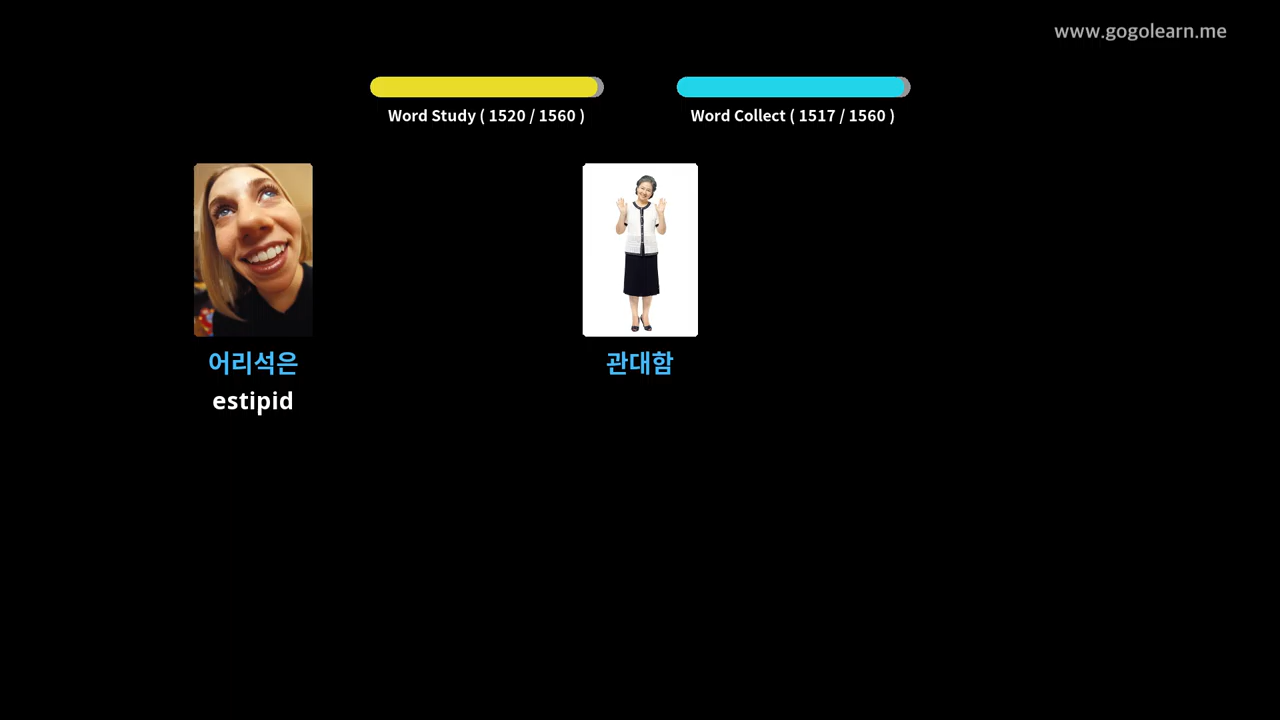 www.gogolearn.me
Word Study ( 1520 / 1560 )
Word Collect ( 1517 / 1560 )
어리석은
관대함
estipid